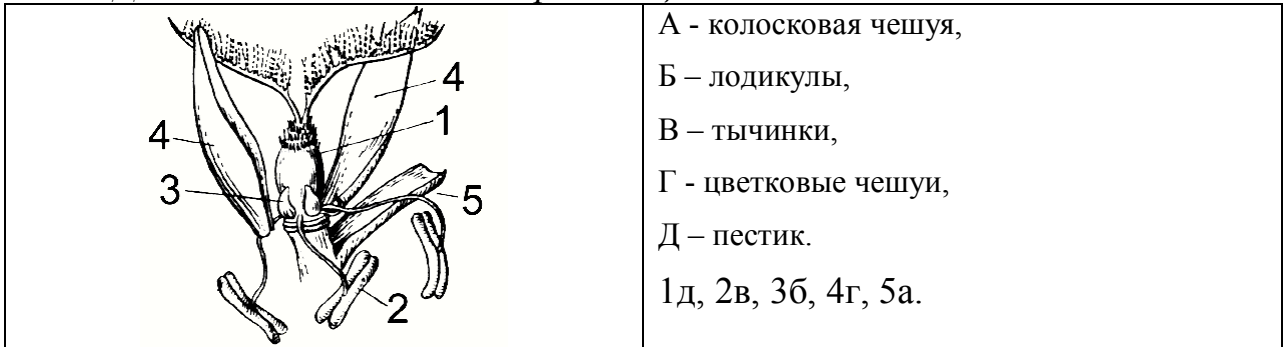 А - колосковая чешуя,
4
Б – лодикулы,
1
4
В – тычинки,
3
5
Г - цветковые чешуи,
Д – пестик.
2
1д, 2в, 3б, 4г, 5а.